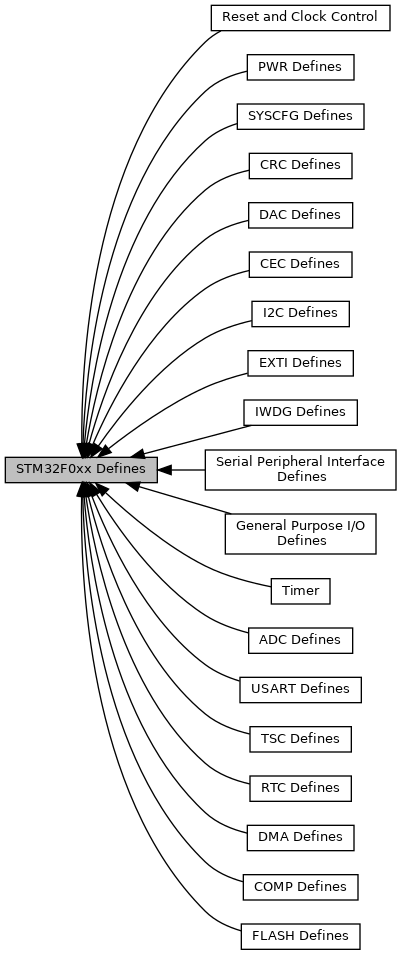 Reset and Clock Control
PWR Defines
SYSCFG Defines
CRC Defines
DAC Defines
CEC Defines
I2C Defines
EXTI Defines
IWDG Defines
STM32F0xx Defines
Serial Peripheral Interface
Defines
General Purpose I/O
Defines
Timer
ADC Defines
USART Defines
TSC Defines
RTC Defines
DMA Defines
COMP Defines
FLASH Defines